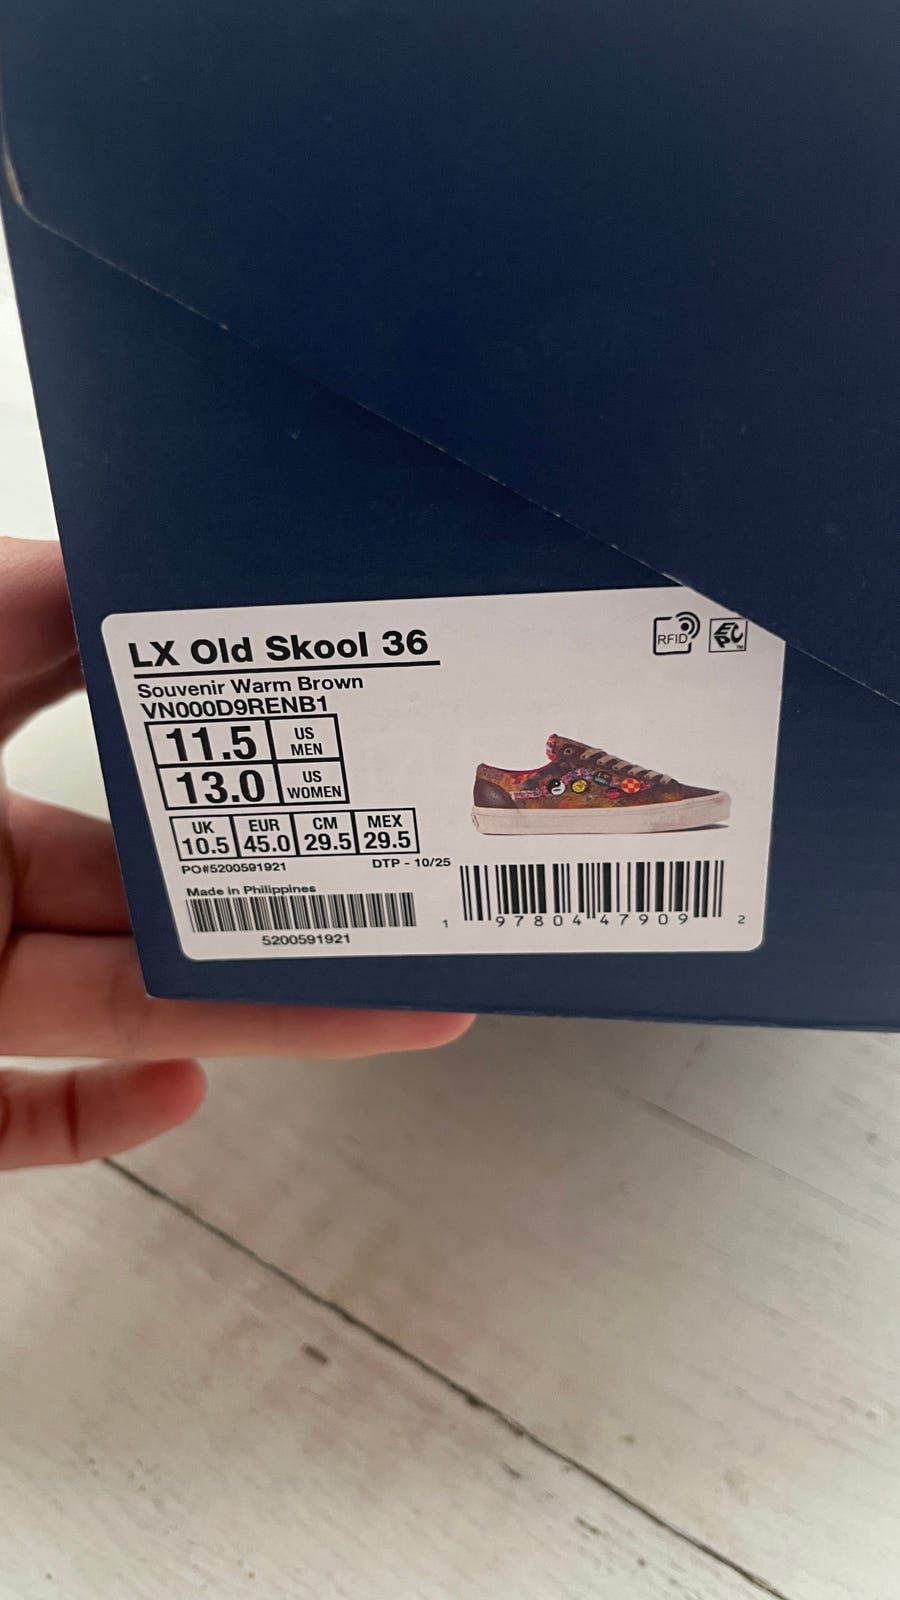 LX Old Skool 36
Souvenir Warm Brown
VN000D9RENB1
11.5 US MEN
13.0 US WOMEN
UK EUR CM MEX
10.5 45.0 29.5 29.5
PO#5200591921 DTP - 10/25
Made in Philippines
5200591921
1 97804 47909 2
RFID
EPC